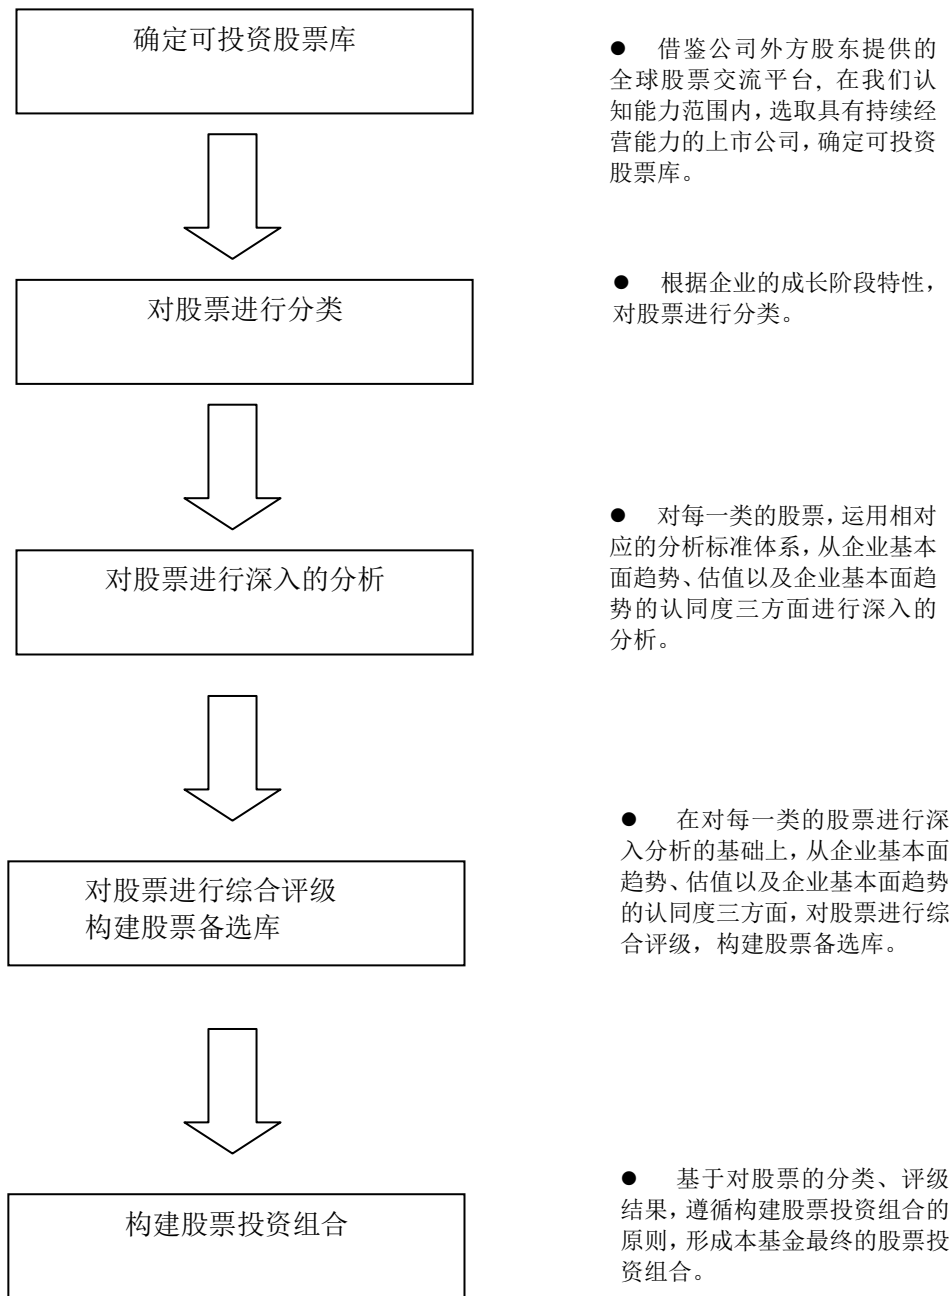 确定可投资股票库
● 借鉴公司外方股东提供的
全球股票交流平台, 在我们认
知能力范围内，选取具有持续经
营能力的上市公司，确定可投资
股票库。
对股票进行分类
● 根据企业的成长阶段特性，
对股票进行分类。
对股票进行深入的分析
● 对每一类的股票，运用相对
应的分析标准体系，从企业基本
面趋势、估值以及企业基本面趋
势的认同度三方面进行深入的
分析。
对股票进行综合评级
构建股票备选库
● 在对每一类的股票进行深
入分析的基础上，从企业基本面
趋势、估值以及企业基本面趋势
的认同度三方面，对股票进行综
合评级，构建股票备选库。
构建股票投资组合
● 基于对股票的分类、评级
结果，遵循构建股票投资组合的
原则，形成本基金最终的股票投
资组合。